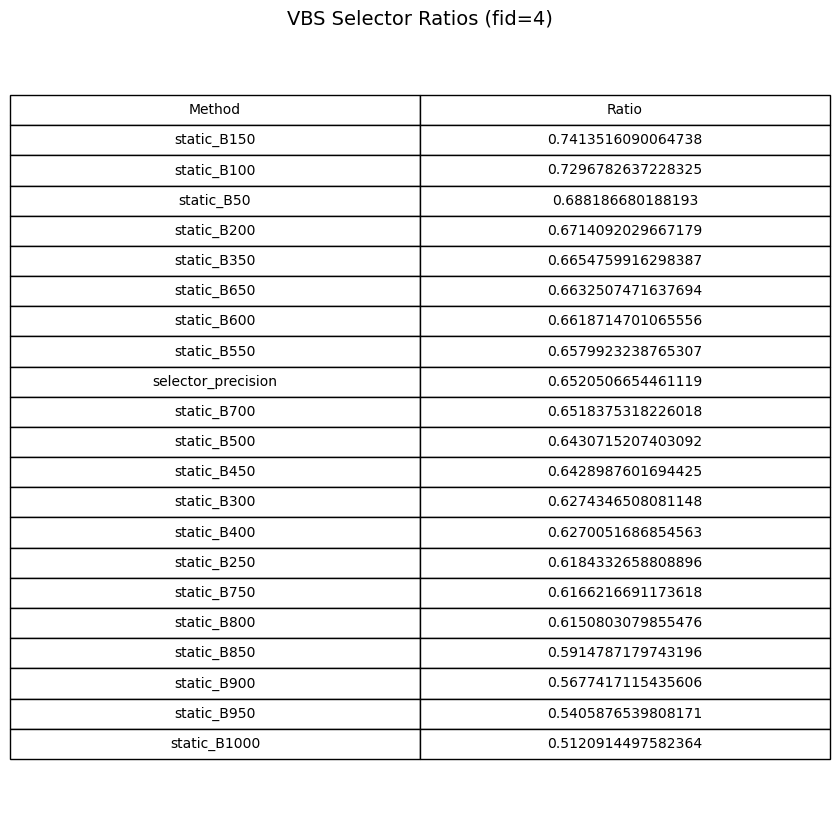 VBS Selector Ratios (fid=4)
Method Ratio
static_B150 0.7413516090064738
static_B100 0.7296782637228325
static_B50 0.688186680188193
static_B200 0.6714092029667179
static_B350 0.6654759916298387
static_B650 0.6632507471637694
static_B600 0.6618714701065556
static_B550 0.6579923238765307
selector_precision 0.6520506654461119
static_B700 0.6518375318226018
static_B500 0.6430715207403092
static_B450 0.6428987601694425
static_B300 0.6274346508081148
static_B400 0.6270051686854563
static_B250 0.6184332658808896
static_B750 0.6166216691173618
static_B800 0.6150803079855476
static_B850 0.5914787179743196
static_B900 0.5677417115435606
static_B950 0.5405876539808171
static_B1000 0.5120914497582364